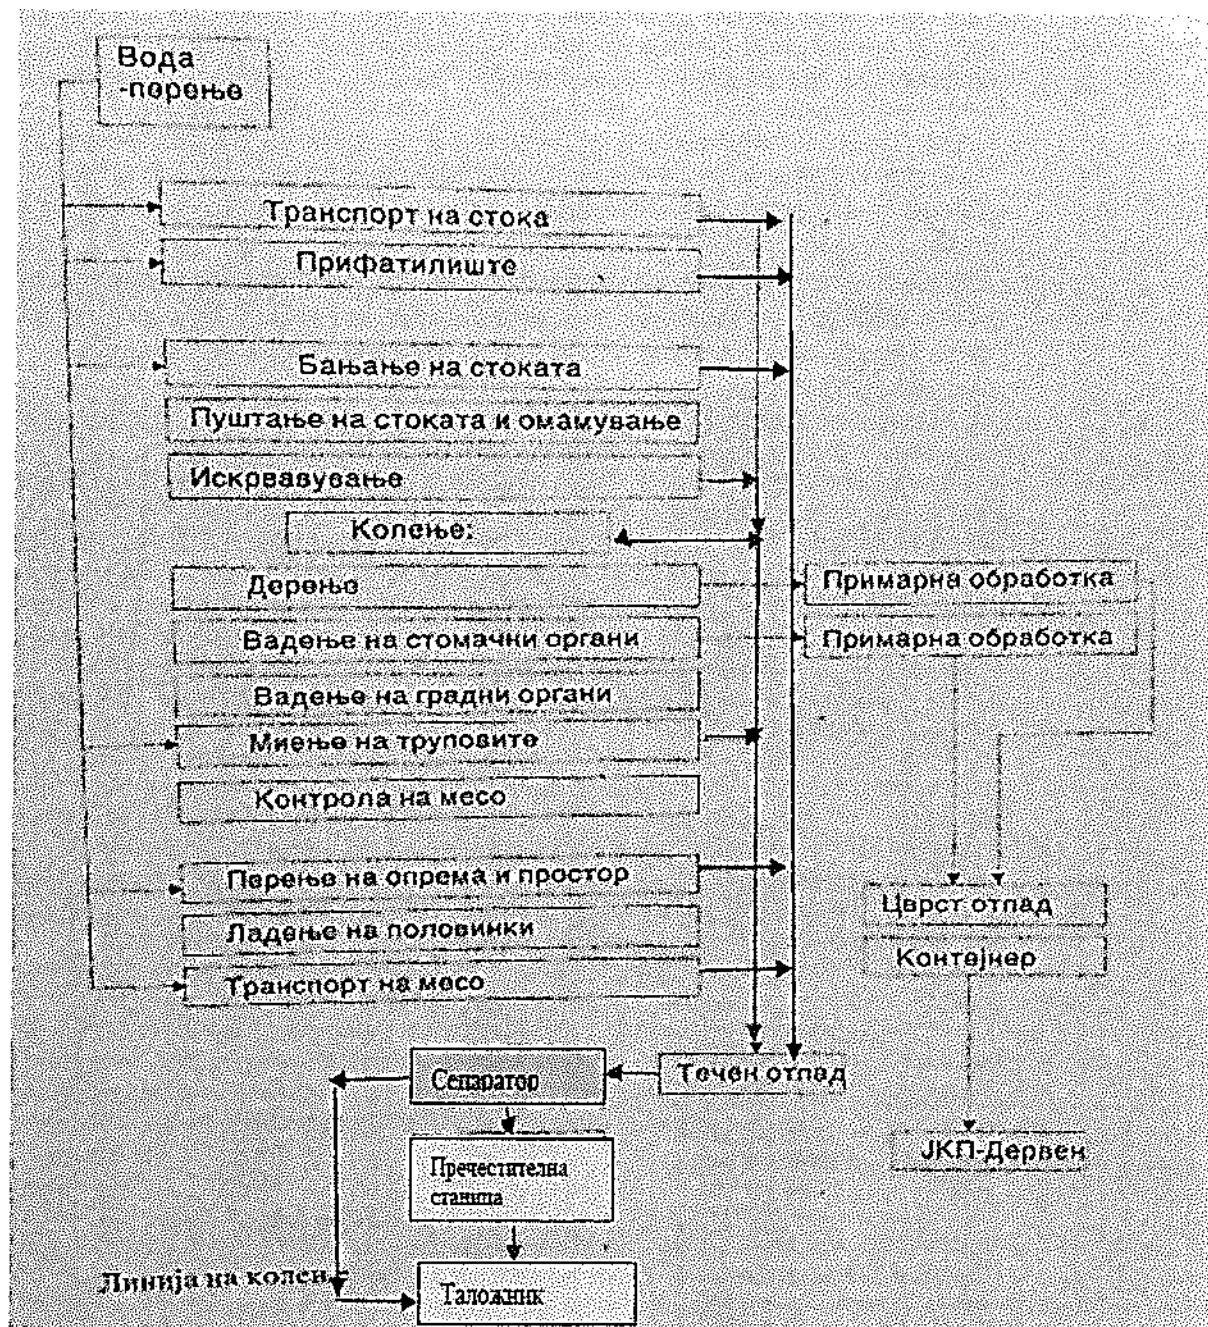 Вода
-перење
Транспорт на стока
Прифатилиште
Бањање на стоката
Пуштање на стоката и омамување
Искрвавување
Колење:
Дерење
Вадење на стомачни органи
Вадење на градни органи
Миење на труповите
Контрола на месо
Перење на опрема и простор
Ладење на половинки
Транспорт на месо
Примарна обработка
Примарна обработка
Цврст отпад
Контејнер
ЈКП-Дервен
Течен отпад
Сепаратор
Пречестителна
станица
Таложник
Линија на колењ